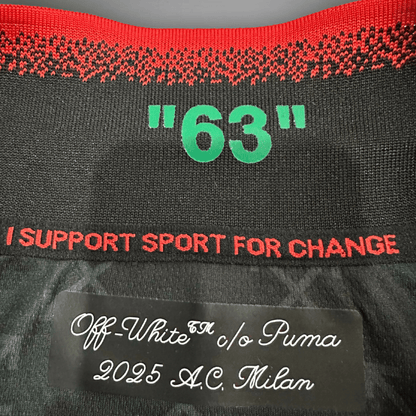 "63"
I SUPPORT SPORT FOR CHANGE
Off-White™ c/o Puma
2025 A.C. Milan